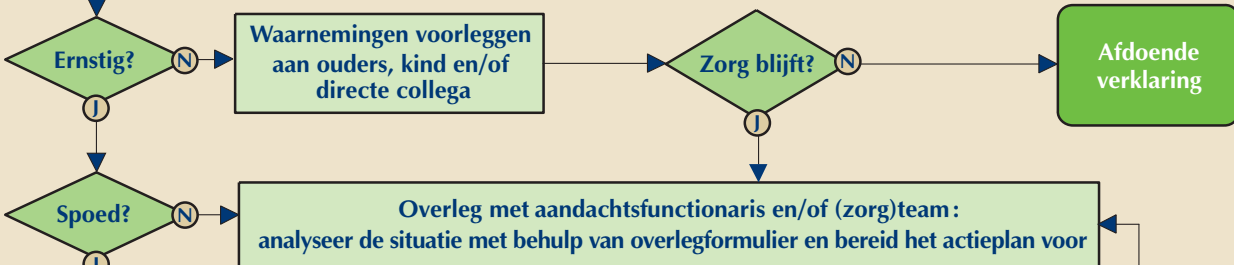 Ernstig?
N
J
Waarnemingen voorleggen
aan ouders, kind en/of
directe collega
Zorg blijft?
N
J
Afdoende
verklaring
Spoed?
N
J
Overleg met aandachtsfunctionaris en/of (zorg)team:
analyseer de situatie met behulp van overlegformulier en bereid het actieplan voor